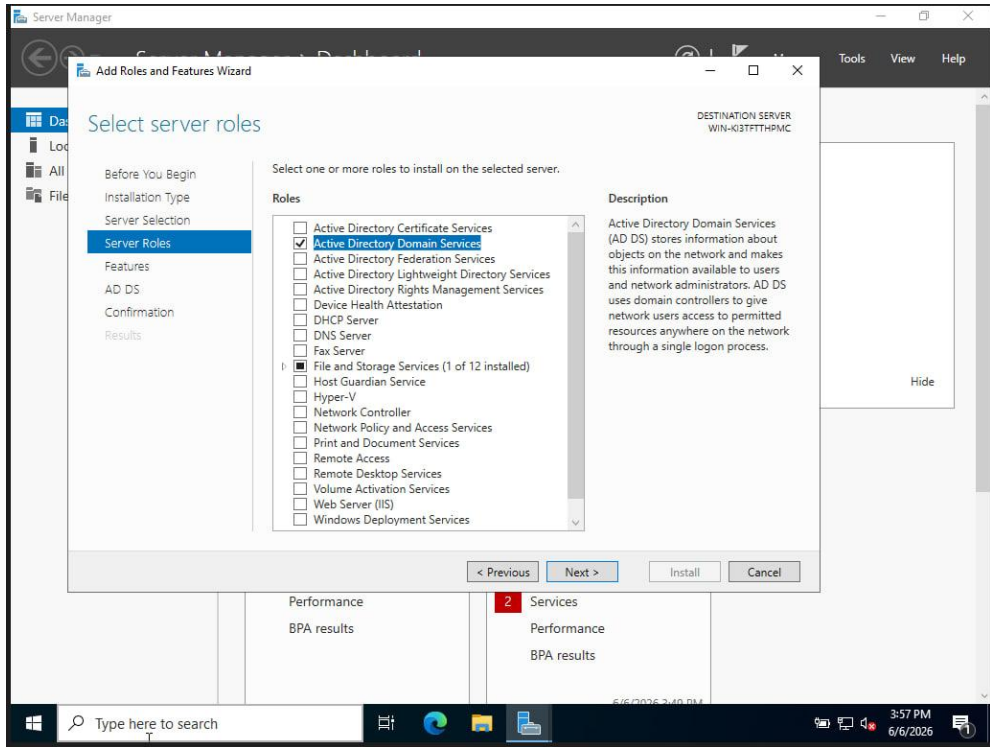 Server Manager
Tools View Help
Add Roles and Features Wizard
Select server roles
DESTINATION SERVER
WIN-KI3TFTTHPMC
Before You Begin
Installation Type
Server Selection
Server Roles
Features
AD DS
Confirmation
Results
Select one or more roles to install on the selected server.
Roles
Active Directory Certificate Services
Active Directory Domain Services
Active Directory Federation Services
Active Directory Lightweight Directory Services
Active Directory Rights Management Services
Device Health Attestation
DHCP Server
DNS Server
Fax Server
File and Storage Services (1 of 12 installed)
Host Guardian Service
Hyper-V
Network Controller
Network Policy and Access Services
Print and Document Services
Remote Access
Remote Desktop Services
Volume Activation Services
Web Server (IIS)
Windows Deployment Services
Description
Active Directory Domain Services
(AD DS) stores information about
objects on the network and makes
this information available to users
and network administrators. AD DS
uses domain controllers to give
network users access to permitted
resources anywhere on the network
through a single logon process.
< Previous Next > Install Cancel
Das
Loc
All
File
Hide
Performance
BPA results
2 Services
Performance
BPA results
6/6/2026 3:49 PM
Type here to search
3:57 PM
6/6/2026
1